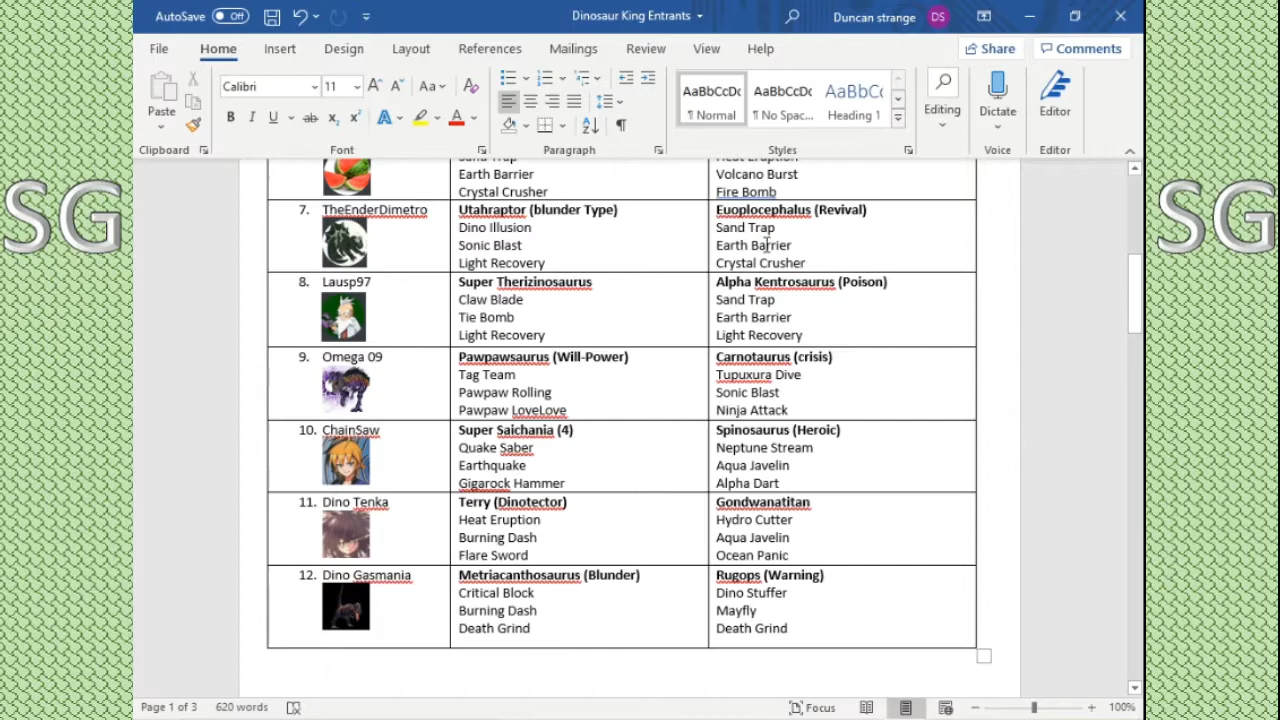 AutoSave Off
Dinosaur King Entrants
Duncan strange DS
File Home Insert Design Layout References Mailings Review View Help Share Comments
Paste
Calibri 11
B I U ab x₂ x²
AaBbCcDc AaBbCcDc AaBbCc
¶ Normal ¶ No Spac... Heading 1
Editing Dictate Editor
Clipboard Font Paragraph Styles Voice Editor
SG
SG
Sand Trap
Earth Barrier
Crystal Crusher
Heat Eruption
Volcano Burst
Fire Bomb
7. TheEnderDimetro
Utahraptor (blunder Type)
Dino Illusion
Sonic Blast
Light Recovery
Euoplocephalus (Revival)
Sand Trap
Earth Barrier
Crystal Crusher
8. Lausp97
Super Therizinosaurus
Claw Blade
Tie Bomb
Light Recovery
Alpha Kentrosaurus (Poison)
Sand Trap
Earth Barrier
Light Recovery
9. Omega 09
Pawpawsaurus (Will-Power)
Tag Team
Pawpaw Rolling
Pawpaw LoveLove
Carnotaurus (crisis)
Tupuxura Dive
Sonic Blast
Ninja Attack
10. ChainSaw
Super Saichania (4)
Quake Saber
Earthquake
Gigarock Hammer
Spinosaurus (Heroic)
Neptune Stream
Aqua Javelin
Alpha Dart
11. Dino Tenka
Terry (Dinotector)
Heat Eruption
Burning Dash
Flare Sword
Gondwanatitan
Hydro Cutter
Aqua Javelin
Ocean Panic
12. Dino Gasmania
Metriacanthosaurus (Blunder)
Critical Block
Burning Dash
Death Grind
Rugops (Warning)
Dino Stuffer
Mayfly
Death Grind
Page 1 of 3 620 words Focus 100%